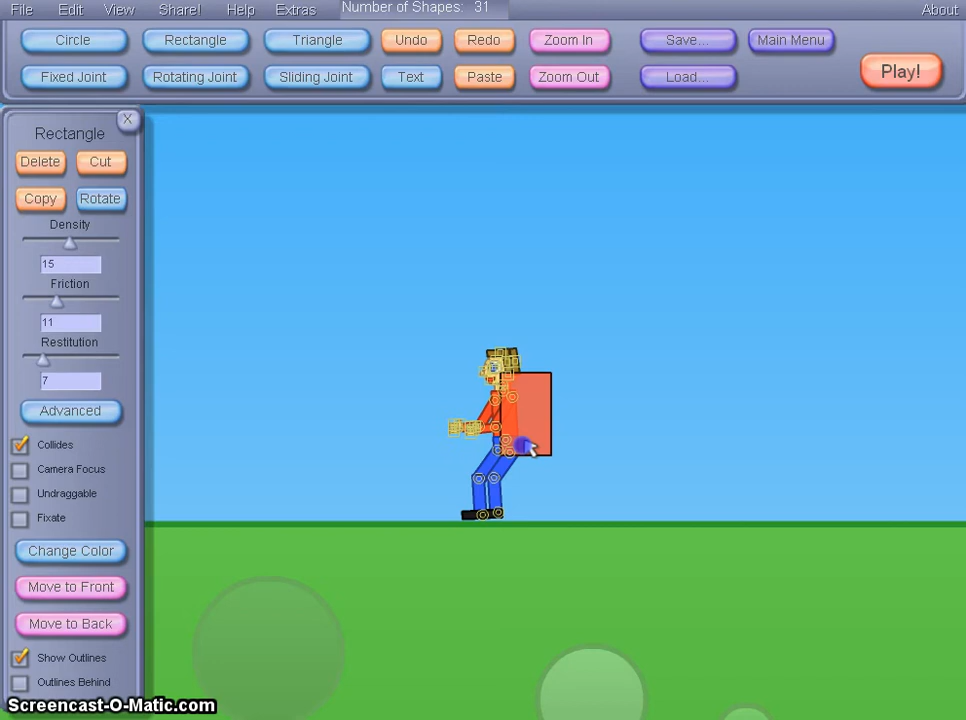 File Edit View Share! Help Extras Number of Shapes: 31 About
Circle Rectangle Triangle Undo Redo Zoom In Save... Main Menu
Fixed Joint Rotating Joint Sliding Joint Text Paste Zoom Out Load... Play!
X
Rectangle
Delete Cut
Copy Rotate
Density
15
Friction
11
Restitution
7
Advanced
Collides
Camera Focus
Undraggable
Fixate
Change Color
Move to Front
Move to Back
Show Outlines
Outlines Behind
Screencast-O-Matic.com